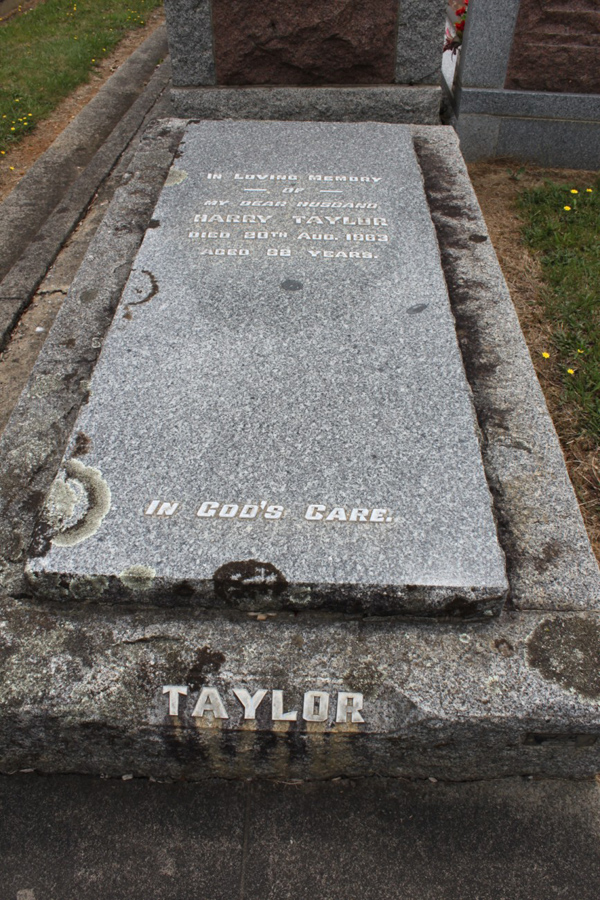 IN LOVING MEMORY
— OF —
MY DEAR HUSBAND
HARRY TAYLOR
DIED 20TH AUG. 1963
AGED 82 YEARS.
IN GOD'S CARE.
TAYLOR